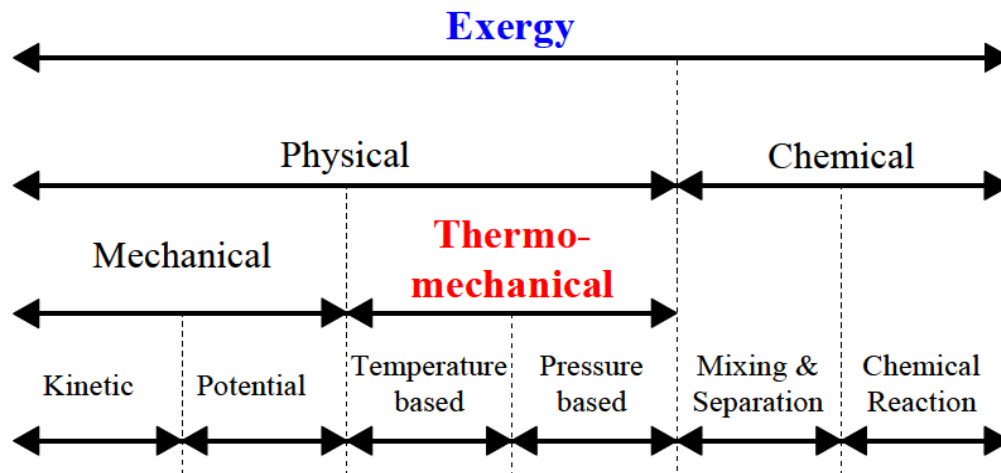 Exergy
Physical
Chemical
Mechanical
Thermo-
mechanical
Kinetic
Potential
Temperature
based
Pressure
based
Mixing &
Separation
Chemical
Reaction